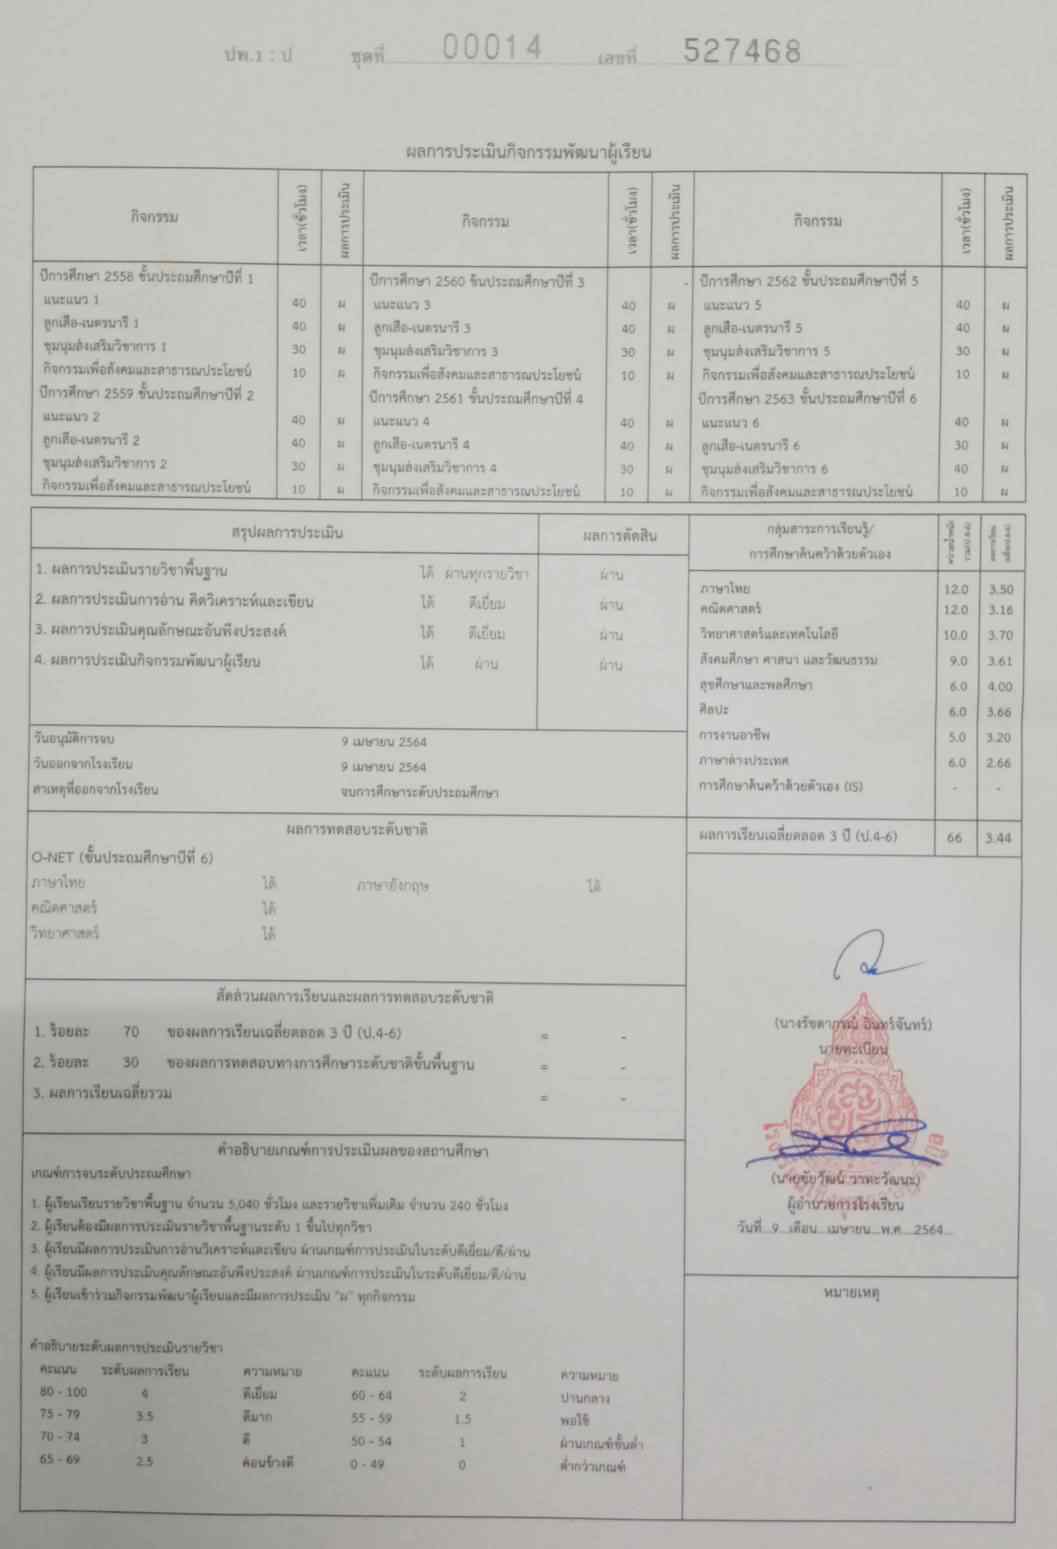 ปพ.1 : ป ชุดที่ 00014 เลขที่ 527468
ผลการประเมินกิจกรรมพัฒนาผู้เรียน
กิจกรรม เวลา(ชั่วโมง) ผลการประเมิน กิจกรรม เวลา(ชั่วโมง) ผลการประเมิน กิจกรรม เวลา(ชั่วโมง) ผลการประเมิน
ปีการศึกษา 2558 ชั้นประถมศึกษาปีที่ 1 ปีการศึกษา 2560 ชั้นประถมศึกษาปีที่ 3 - ปีการศึกษา 2562 ชั้นประถมศึกษาปีที่ 5
แนะแนว 1 40 ผ แนะแนว 3 40 ผ แนะแนว 5 40 ผ
ลูกเสือ-เนตรนารี 1 40 ผ ลูกเสือ-เนตรนารี 3 40 ผ ลูกเสือ-เนตรนารี 5 40 ผ
ชุมนุมส่งเสริมวิชาการ 1 30 ผ ชุมนุมส่งเสริมวิชาการ 3 30 ผ ชุมนุมส่งเสริมวิชาการ 5 30 ผ
กิจกรรมเพื่อสังคมและสาธารณประโยชน์ 10 ผ กิจกรรมเพื่อสังคมและสาธารณประโยชน์ 10 ผ กิจกรรมเพื่อสังคมและสาธารณประโยชน์ 10 ผ
ปีการศึกษา 2559 ชั้นประถมศึกษาปีที่ 2 ปีการศึกษา 2561 ชั้นประถมศึกษาปีที่ 4 ปีการศึกษา 2563 ชั้นประถมศึกษาปีที่ 6
แนะแนว 2 40 ผ แนะแนว 4 40 ผ แนะแนว 6 40 ผ
ลูกเสือ-เนตรนารี 2 40 ผ ลูกเสือ-เนตรนารี 4 40 ผ ลูกเสือ-เนตรนารี 6 30 ผ
ชุมนุมส่งเสริมวิชาการ 2 30 ผ ชุมนุมส่งเสริมวิชาการ 4 30 ผ ชุมนุมส่งเสริมวิชาการ 6 40 ผ
กิจกรรมเพื่อสังคมและสาธารณประโยชน์ 10 ผ กิจกรรมเพื่อสังคมและสาธารณประโยชน์ 10 ผ กิจกรรมเพื่อสังคมและสาธารณประโยชน์ 10 ผ
สรุปผลการประเมิน ผลการตัดสิน
1. ผลการประเมินรายวิชาพื้นฐาน ได้ ผ่านทุกรายวิชา ผ่าน
2. ผลการประเมินการอ่าน คิดวิเคราะห์และเขียน ได้ ดีเยี่ยม ผ่าน
3. ผลการประเมินคุณลักษณะอันพึงประสงค์ ได้ ดีเยี่ยม ผ่าน
4. ผลการประเมินกิจกรรมพัฒนาผู้เรียน ได้ ผ่าน ผ่าน
วันอนุมัติการจบ 9 เมษายน 2564
วันออกจากโรงเรียน 9 เมษายน 2564
สาเหตุที่ออกจากโรงเรียน จบการศึกษาระดับประถมศึกษา
กลุ่มสาระการเรียนรู้/
การศึกษาค้นคว้าด้วยตัวเอง
ภาษาไทย 12.0 3.50
คณิตศาสตร์ 12.0 3.16
วิทยาศาสตร์และเทคโนโลยี 10.0 3.70
สังคมศึกษา ศาสนา และวัฒนธรรม 9.0 3.61
สุขศึกษาและพลศึกษา 6.0 4.00
ศิลปะ 6.0 3.66
การงานอาชีพ 5.0 3.20
ภาษาต่างประเทศ 6.0 2.66
การศึกษาค้นคว้าด้วยตัวเอง (IS) - -
ผลการเรียนเฉลี่ยตลอด 3 ปี (ป.4-6) 66 3.44
ผลการทดสอบระดับชาติ
O-NET (ชั้นประถมศึกษาปีที่ 6)
ภาษาไทย ได้ ภาษาอังกฤษ ได้
คณิตศาสตร์ ได้
วิทยาศาสตร์ ได้
สัดส่วนผลการเรียนและผลการทดสอบระดับชาติ
1. ร้อยละ 70 ของผลการเรียนเฉลี่ยตลอด 3 ปี (ป.4-6) = -
2. ร้อยละ 30 ของผลการทดสอบทางการศึกษาระดับชาติขั้นพื้นฐาน = -
3. ผลการเรียนเฉลี่ยรวม = -
(นางรัชดาภรณ์ อินทร์จันทร์)
นายทะเบียน
(นายชัยวัฒน์ วาทะวัฒนะ)
ผู้อำนวยการโรงเรียน
วันที่...9...เดือน...เมษายน...พ.ศ....2564...
คำอธิบายเกณฑ์การประเมินผลของสถานศึกษา
เกณฑ์การจบระดับประถมศึกษา
1. ผู้เรียนเรียนรายวิชาพื้นฐาน จำนวน 5,040 ชั่วโมง และรายวิชาเพิ่มเติม จำนวน 240 ชั่วโมง
2. ผู้เรียนต้องมีผลการประเมินรายวิชาพื้นฐานระดับ 1 ขึ้นไปทุกวิชา
3. ผู้เรียนมีผลการประเมินการอ่านวิเคราะห์และเขียน ผ่านเกณฑ์การประเมินในระดับดีเยี่ยม/ดี/ผ่าน
4. ผู้เรียนมีผลการประเมินคุณลักษณะอันพึงประสงค์ ผ่านเกณฑ์การประเมินในระดับดีเยี่ยม/ดี/ผ่าน
5. ผู้เรียนเข้าร่วมกิจกรรมพัฒนาผู้เรียนและมีผลการประเมิน "ผ" ทุกกิจกรรม
หมายเหตุ
คำอธิบายระดับผลการประเมินรายวิชา
คะแนน ระดับผลการเรียน ความหมาย คะแนน ระดับผลการเรียน ความหมาย
80 - 100 4 ดีเยี่ยม 60 - 64 2 ปานกลาง
75 - 79 3.5 ดีมาก 55 - 59 1.5 พอใช้
70 - 74 3 ดี 50 - 54 1 ผ่านเกณฑ์ขั้นต่ำ
65 - 69 2.5 ค่อนข้างดี 0 - 49 0 ต่ำกว่าเกณฑ์